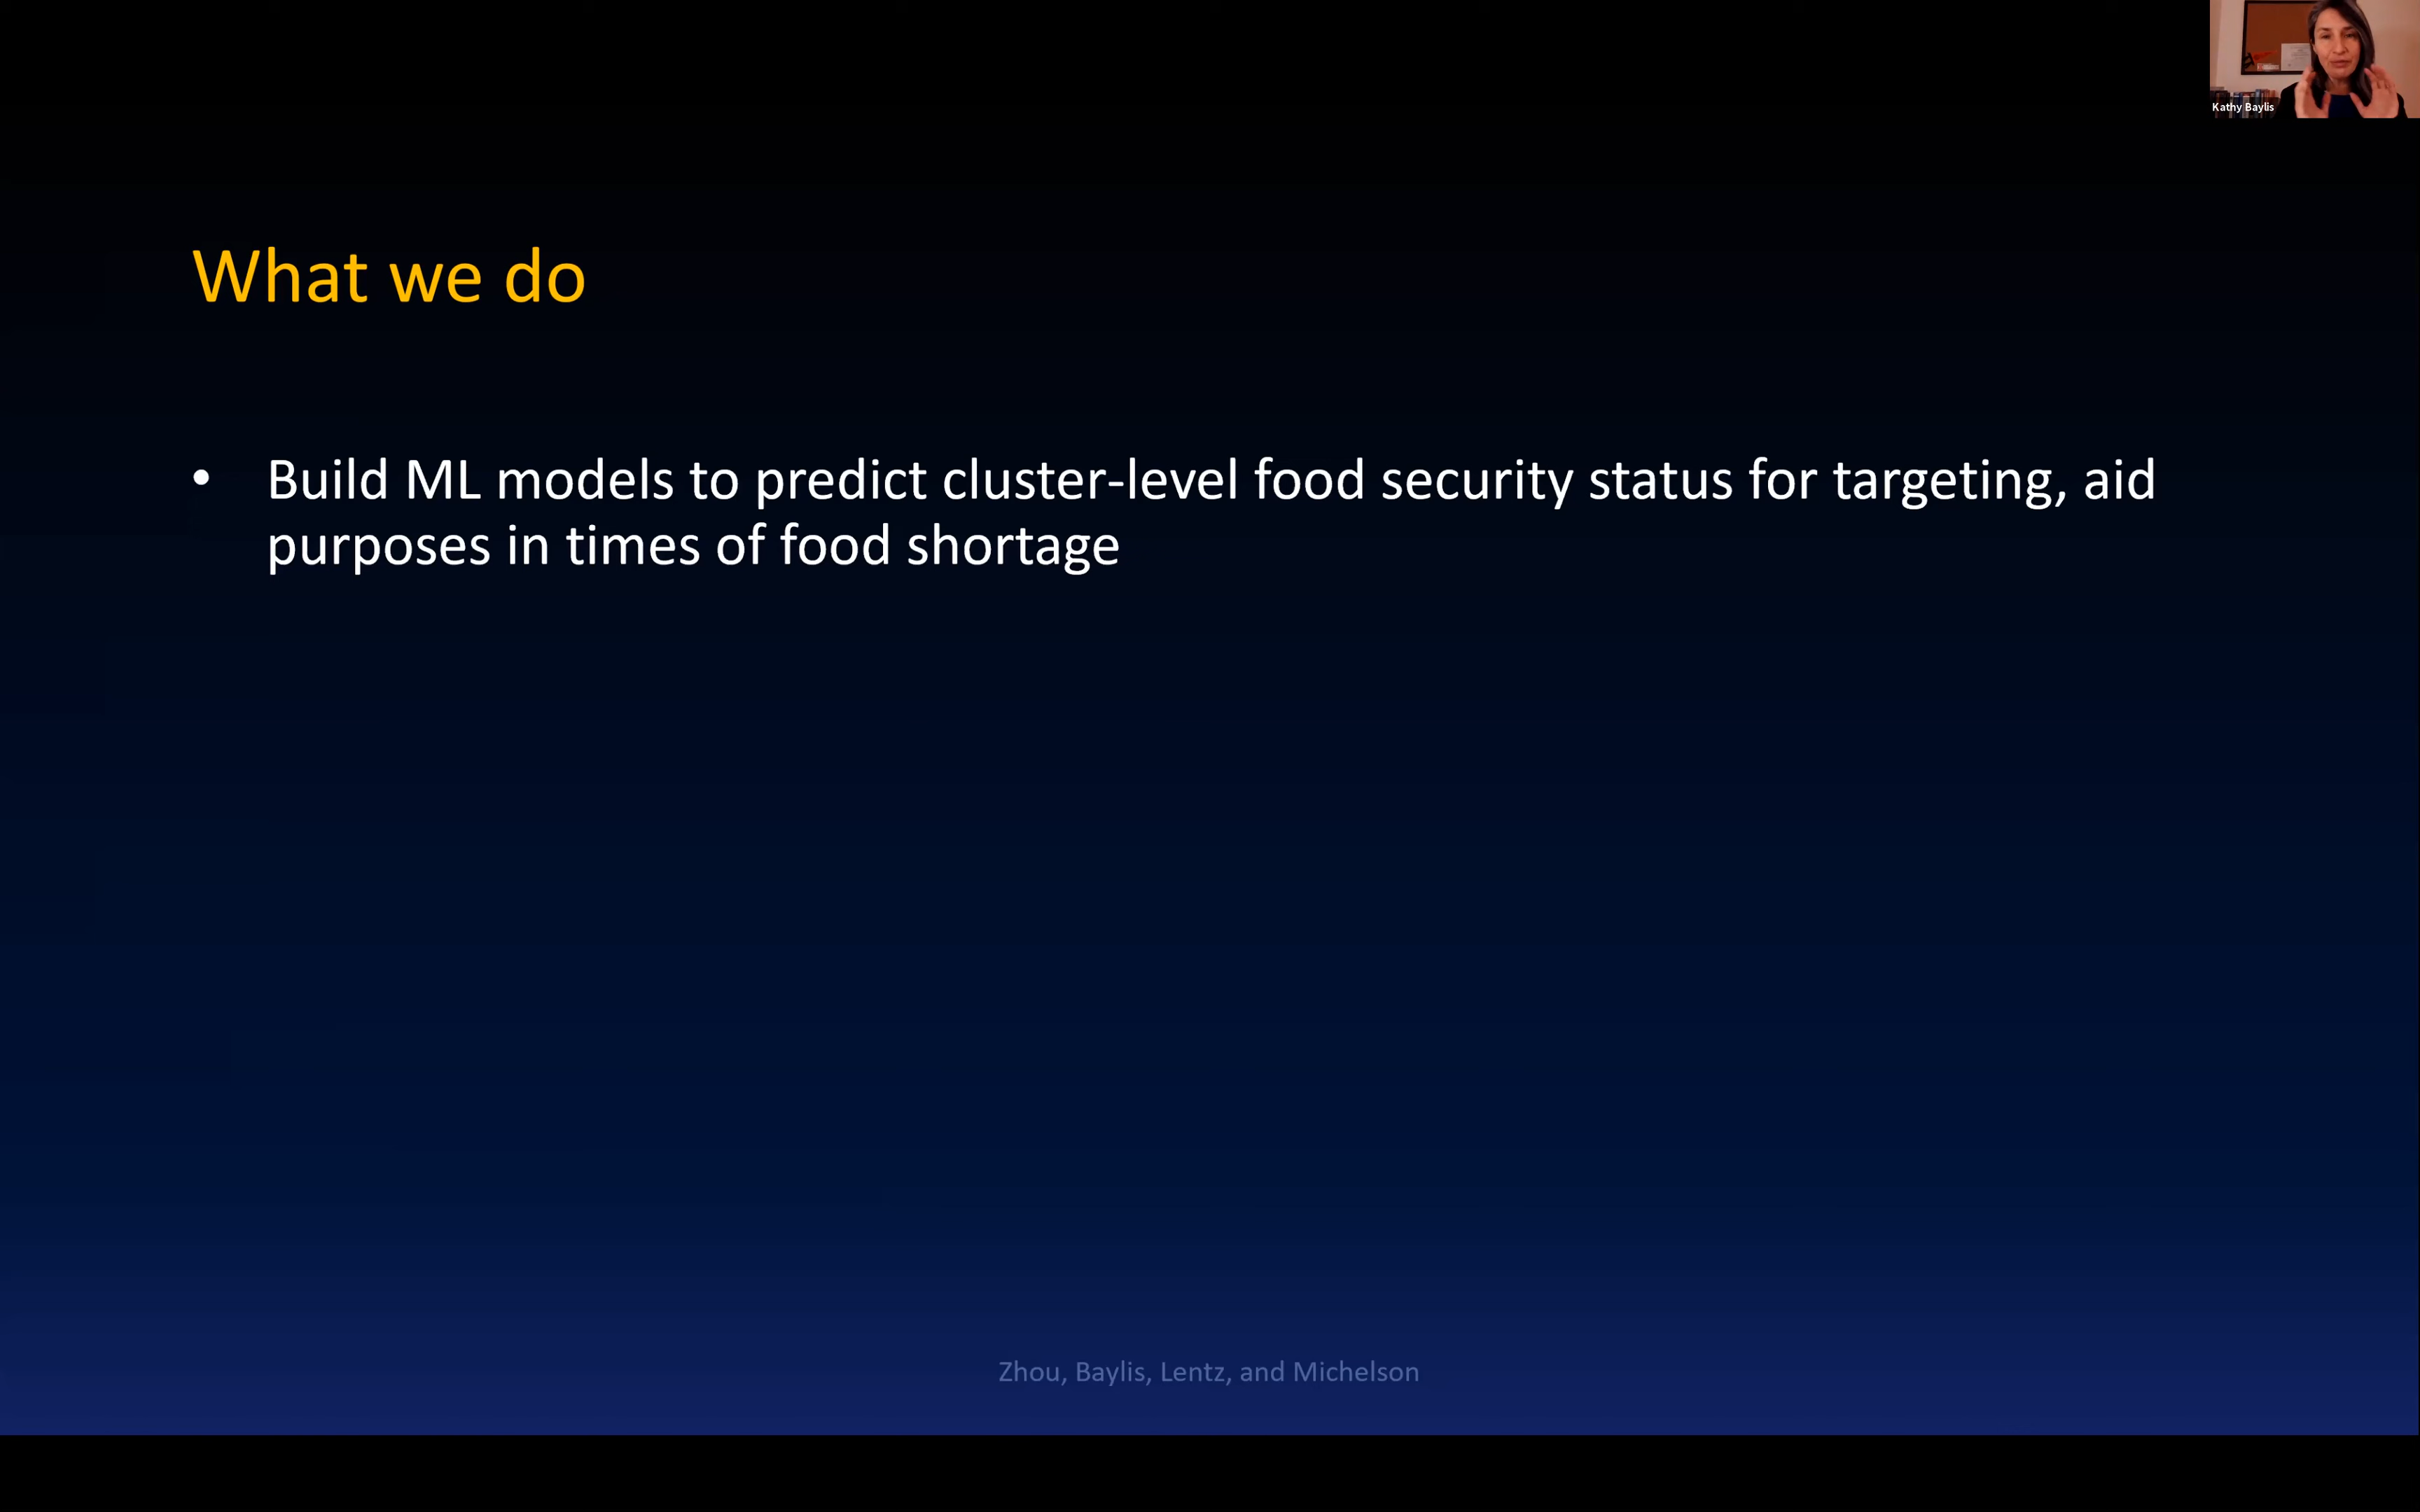 Kathy Baylis
What we do
• Build ML models to predict cluster-level food security status for targeting, aid
purposes in times of food shortage
Zhou, Baylis, Lentz, and Michelson